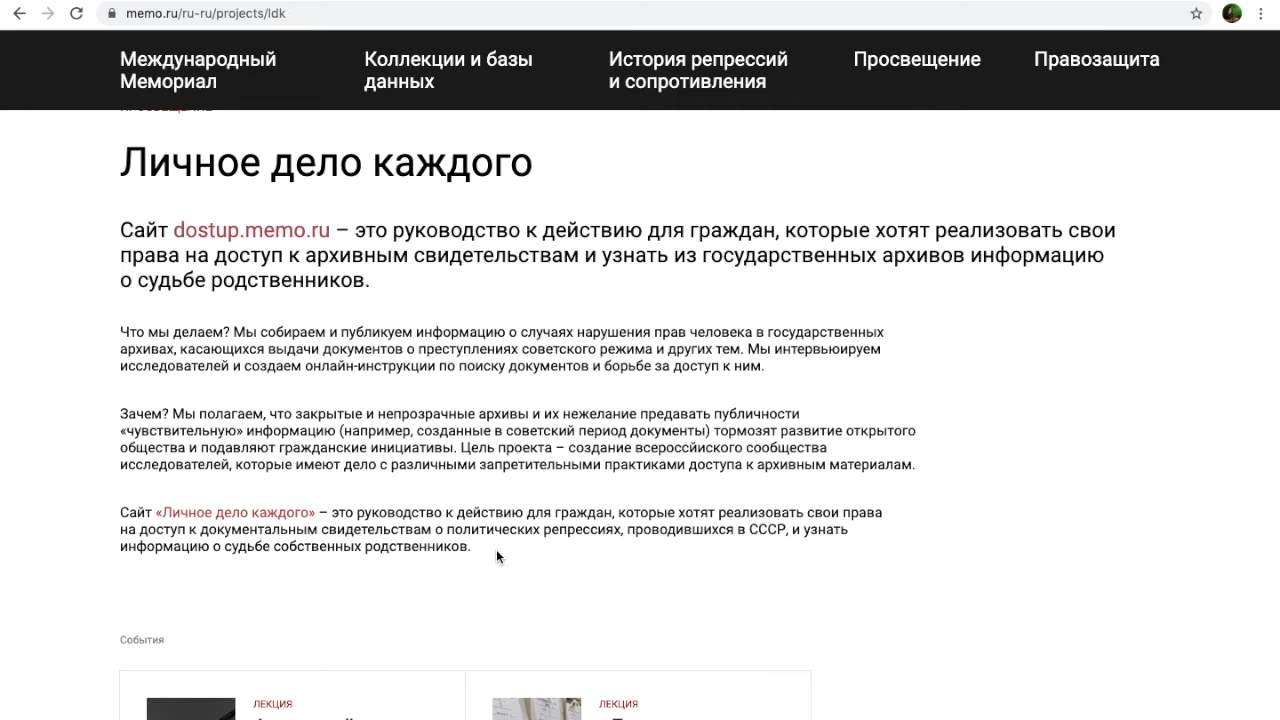 memo.ru/ru-ru/projects/ldk
Международный
Мемориал
Коллекции и базы
данных
История репрессий
и сопротивления
Просвещение
Правозащита
Личное дело каждого
Сайт dostup.memo.ru – это руководство к действию для граждан, которые хотят реализовать свои
права на доступ к архивным свидетельствам и узнать из государственных архивов информацию
о судьбе родственников.
Что мы делаем? Мы собираем и публикуем информацию о случаях нарушения прав человека в государственных
архивах, касающихся выдачи документов о преступлениях советского режима и других тем. Мы интервьюируем
исследователей и создаем онлайн-инструкции по поиску документов и борьбе за доступ к ним.
Зачем? Мы полагаем, что закрытые и непрозрачные архивы и их нежелание предавать публичности
«чувствительную» информацию (например, созданные в советский период документы) тормозят развитие открытого
общества и подавляют гражданские инициативы. Цель проекта – создание всероссйиского сообщества
исследователей, которые имеют дело с различными запретительными практиками доступа к архивным материалам.
Сайт «Личное дело каждого» – это руководство к действию для граждан, которые хотят реализовать свои права
на доступ к документальным свидетельствам о политических репрессиях, проводившихся в СССР, и узнать
информацию о судьбе собственных родственников.
События
ЛЕКЦИЯ
ЛЕКЦИЯ